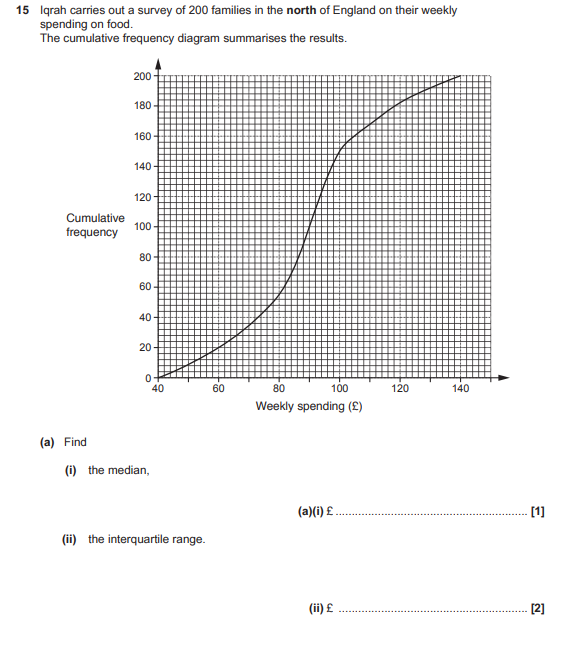 15 Iqrah carries out a survey of 200 families in the north of England on their weekly
spending on food.
The cumulative frequency diagram summarises the results.
200
180
160
140
120
Cumulative
frequency
100
80
60
40
20
0
40 60 80 100 120 140
Weekly spending (£)
(a) Find
(i) the median,
(a)(i) £ ............................................................ [1]
(ii) the interquartile range.
(ii) £ ............................................................ [2]